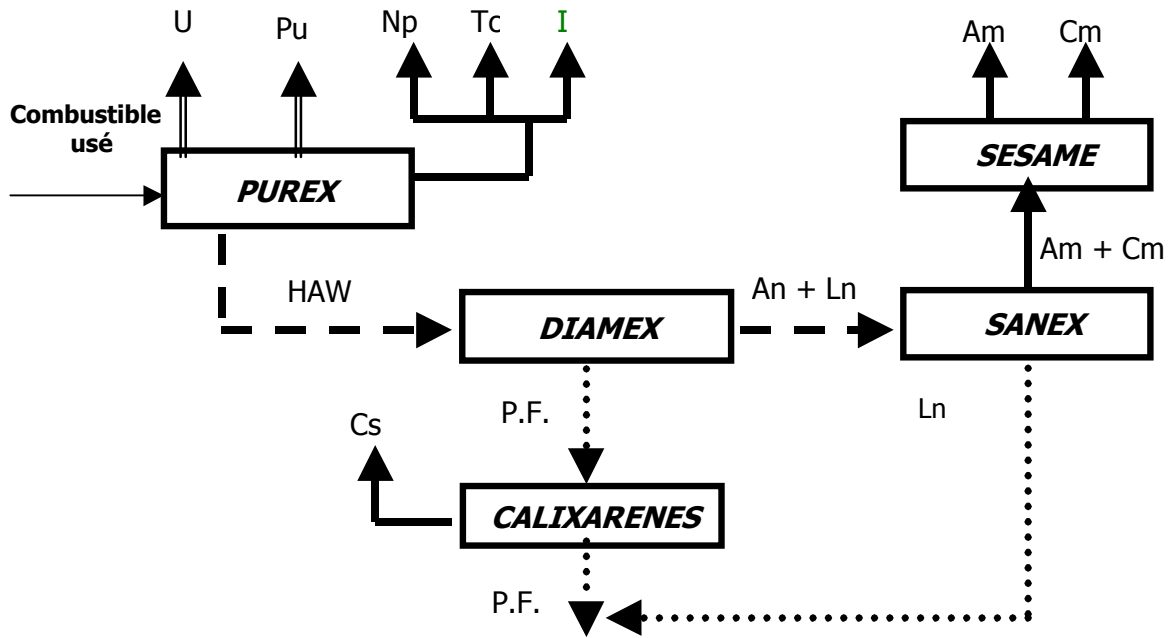 U
Pu
Np
Tc
I
Am
Cm
Combustible
usé
PUREX
SESAME
Am + Cm
HAW
An + Ln
DIAMEX
SANEX
P.F.
Ln
Cs
CALIXARENES
P.F.